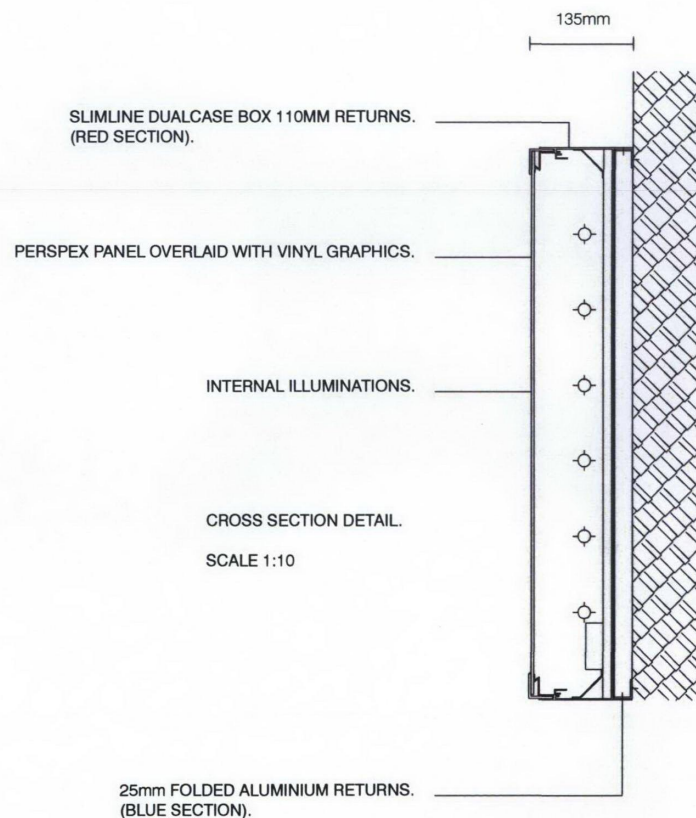 135mm
SLIMLINE DUALCASE BOX 110MM RETURNS.
(RED SECTION).
PERSPEX PANEL OVERLAID WITH VINYL GRAPHICS.
INTERNAL ILLUMINATIONS.
CROSS SECTION DETAIL.
SCALE 1:10
25mm FOLDED ALUMINIUM RETURNS.
(BLUE SECTION).